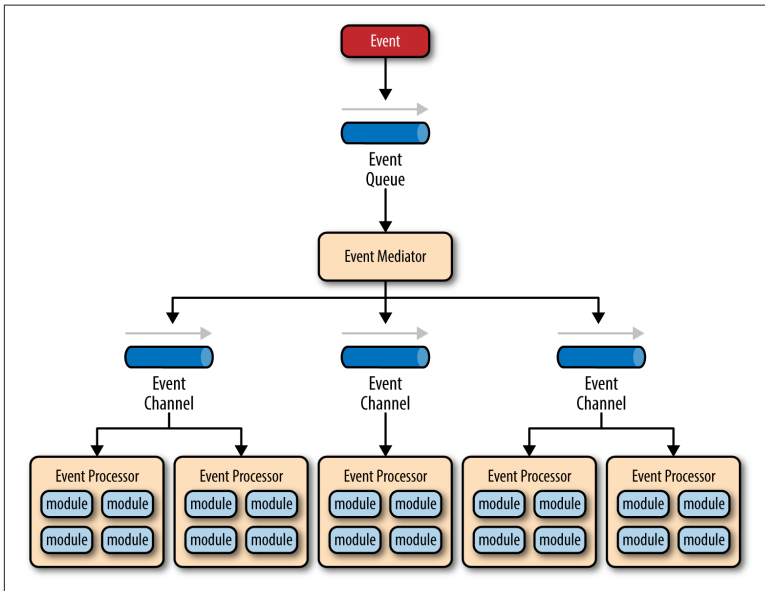 Event
Event
Queue
Event Mediator
Event
Channel
Event
Channel
Event
Channel
Event Processor
module module
module module
Event Processor
module module
module module
Event Processor
module module
module module
Event Processor
module module
module module
Event Processor
module module
module module